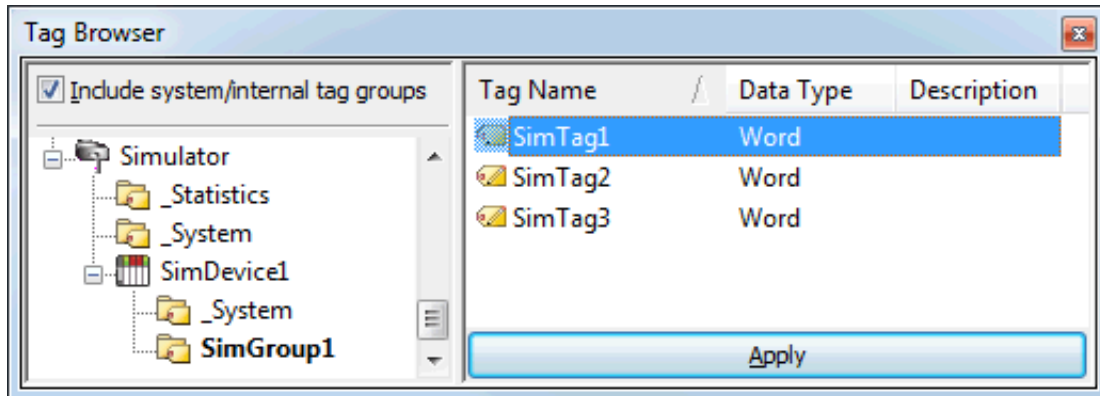 Tag Browser
Include system/internal tag groups
Simulator
_Statistics
_System
SimDevice1
_System
SimGroup1
Tag Name Data Type Description
SimTag1 Word
SimTag2 Word
SimTag3 Word
Apply